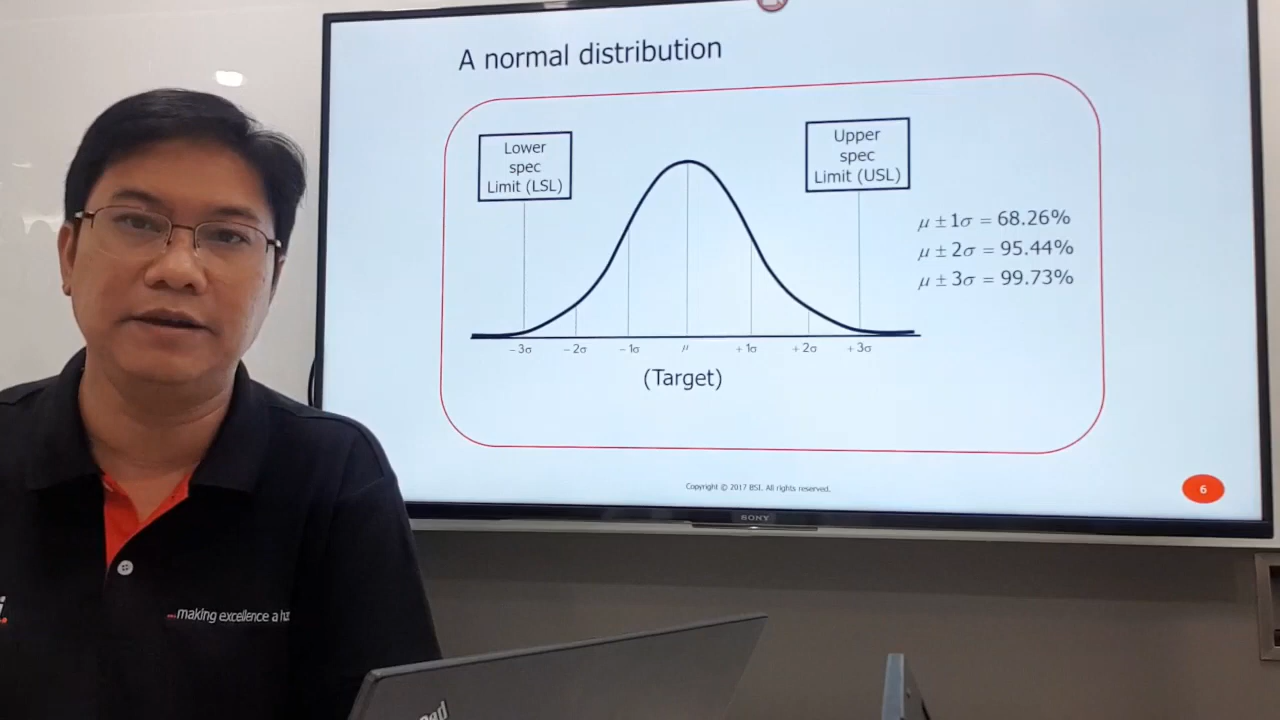 A normal distribution
Lower
spec
Limit (LSL)
Upper
spec
Limit (USL)
μ ± 1σ = 68.26%
μ ± 2σ = 95.44%
μ ± 3σ = 99.73%
- 3σ - 2σ - 1σ μ + 1σ + 2σ + 3σ
(Target)
Copyright © 2017 BSI. All rights reserved.
6
SONY
...making excellence a